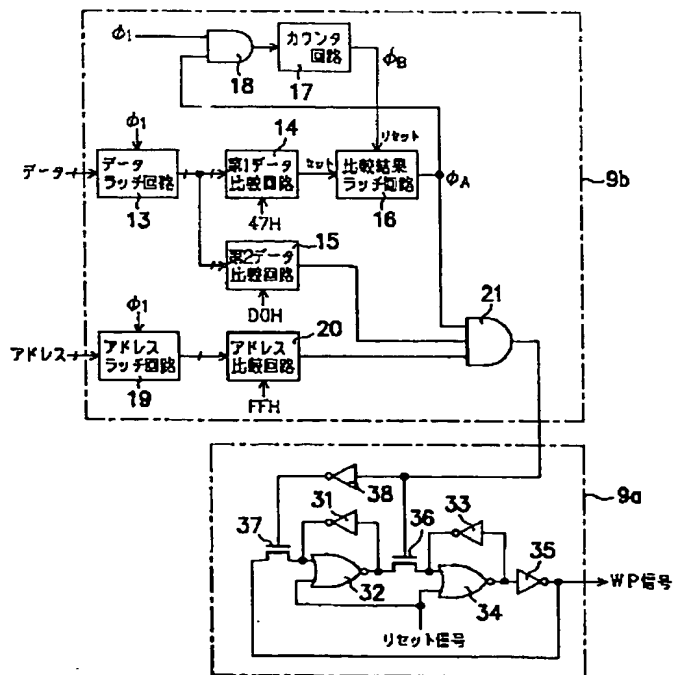 φ1
18
カウンタ
回路
17
φB
φ1
データ
データ
ラッチ回路
13
14
第1データ
比較回路
47H
セット
リセット
比較結果
ラッチ回路
16
φA
9b
15
第2データ
比較回路
D0H
21
φ1
アドレス
アドレス
ラッチ回路
19
20
アドレス
比較回路
FFH
9a
38
31
37
32
36
33
34
35
WP信号
リセット信号